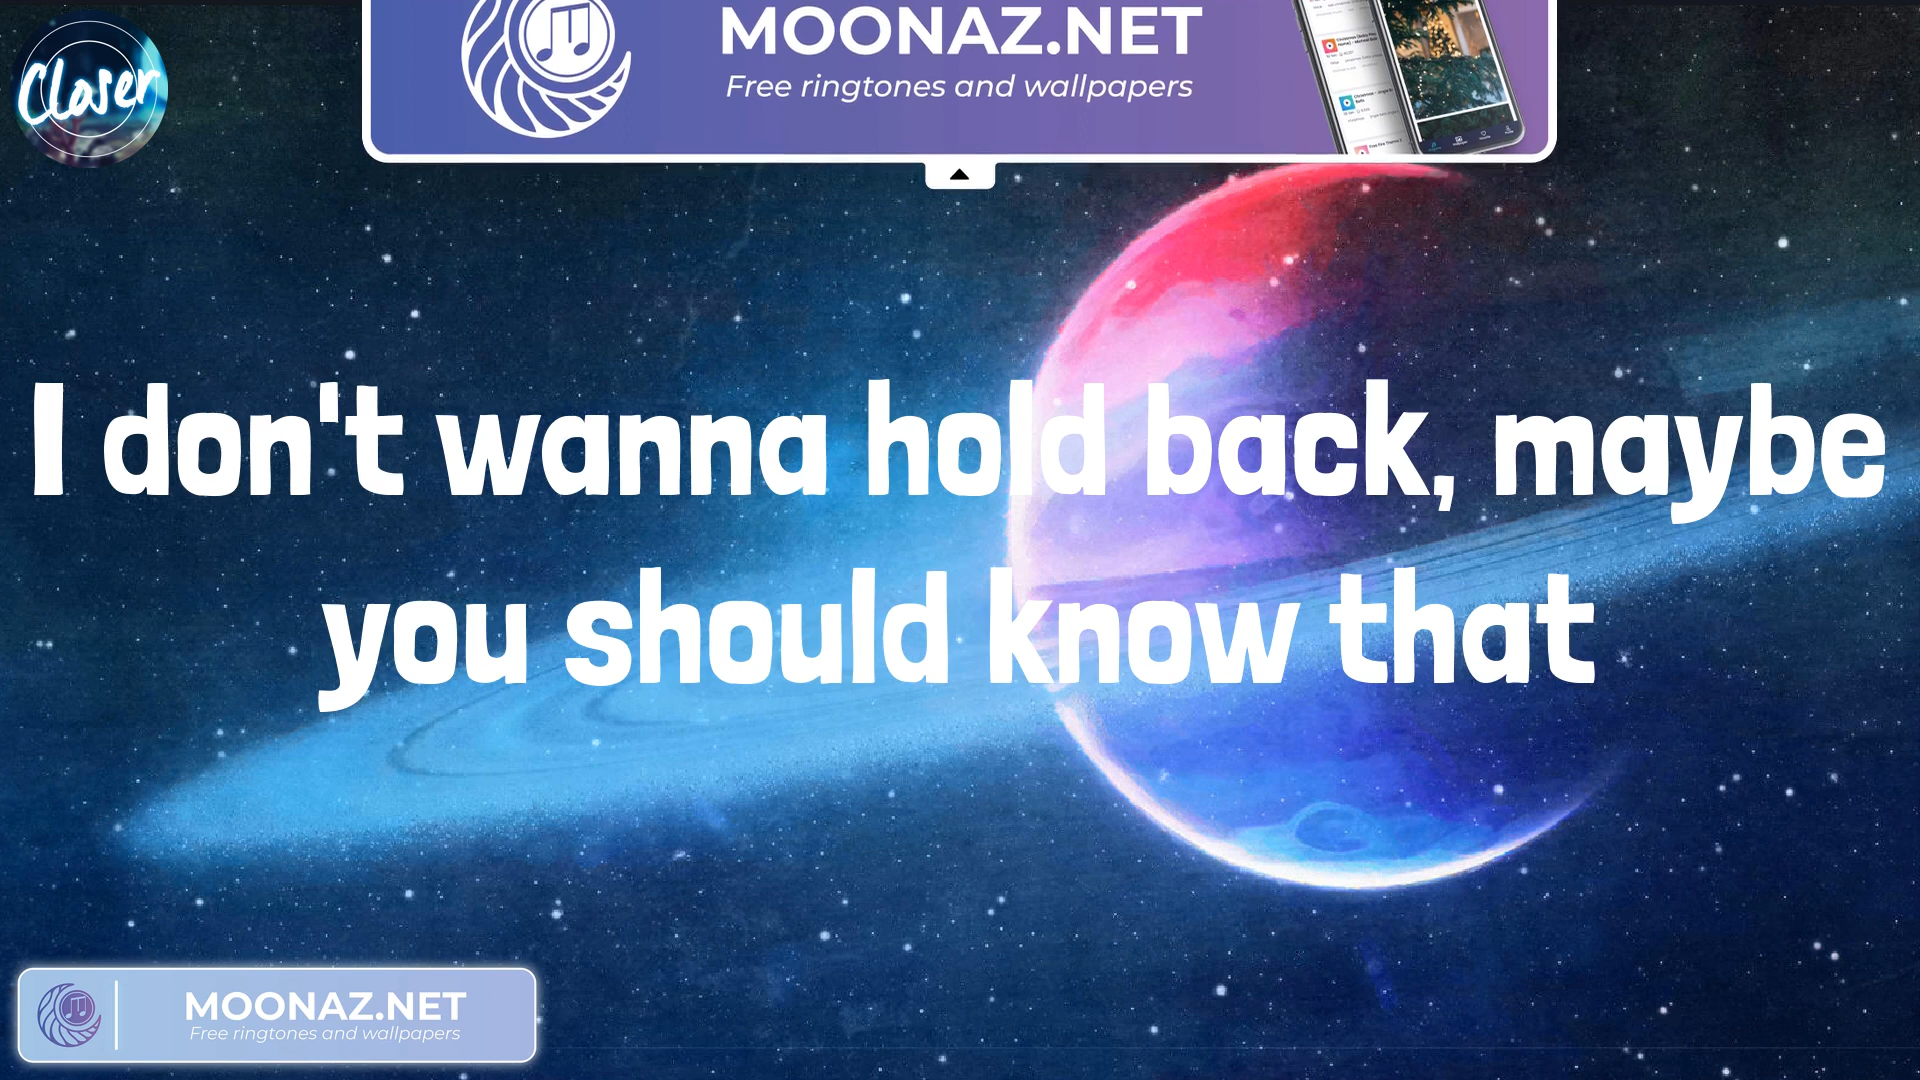 Closer
MOONAZ.NET
Free ringtones and wallpapers
I don't wanna hold back, maybe
you should know that
MOONAZ.NET
Free ringtones and wallpapers